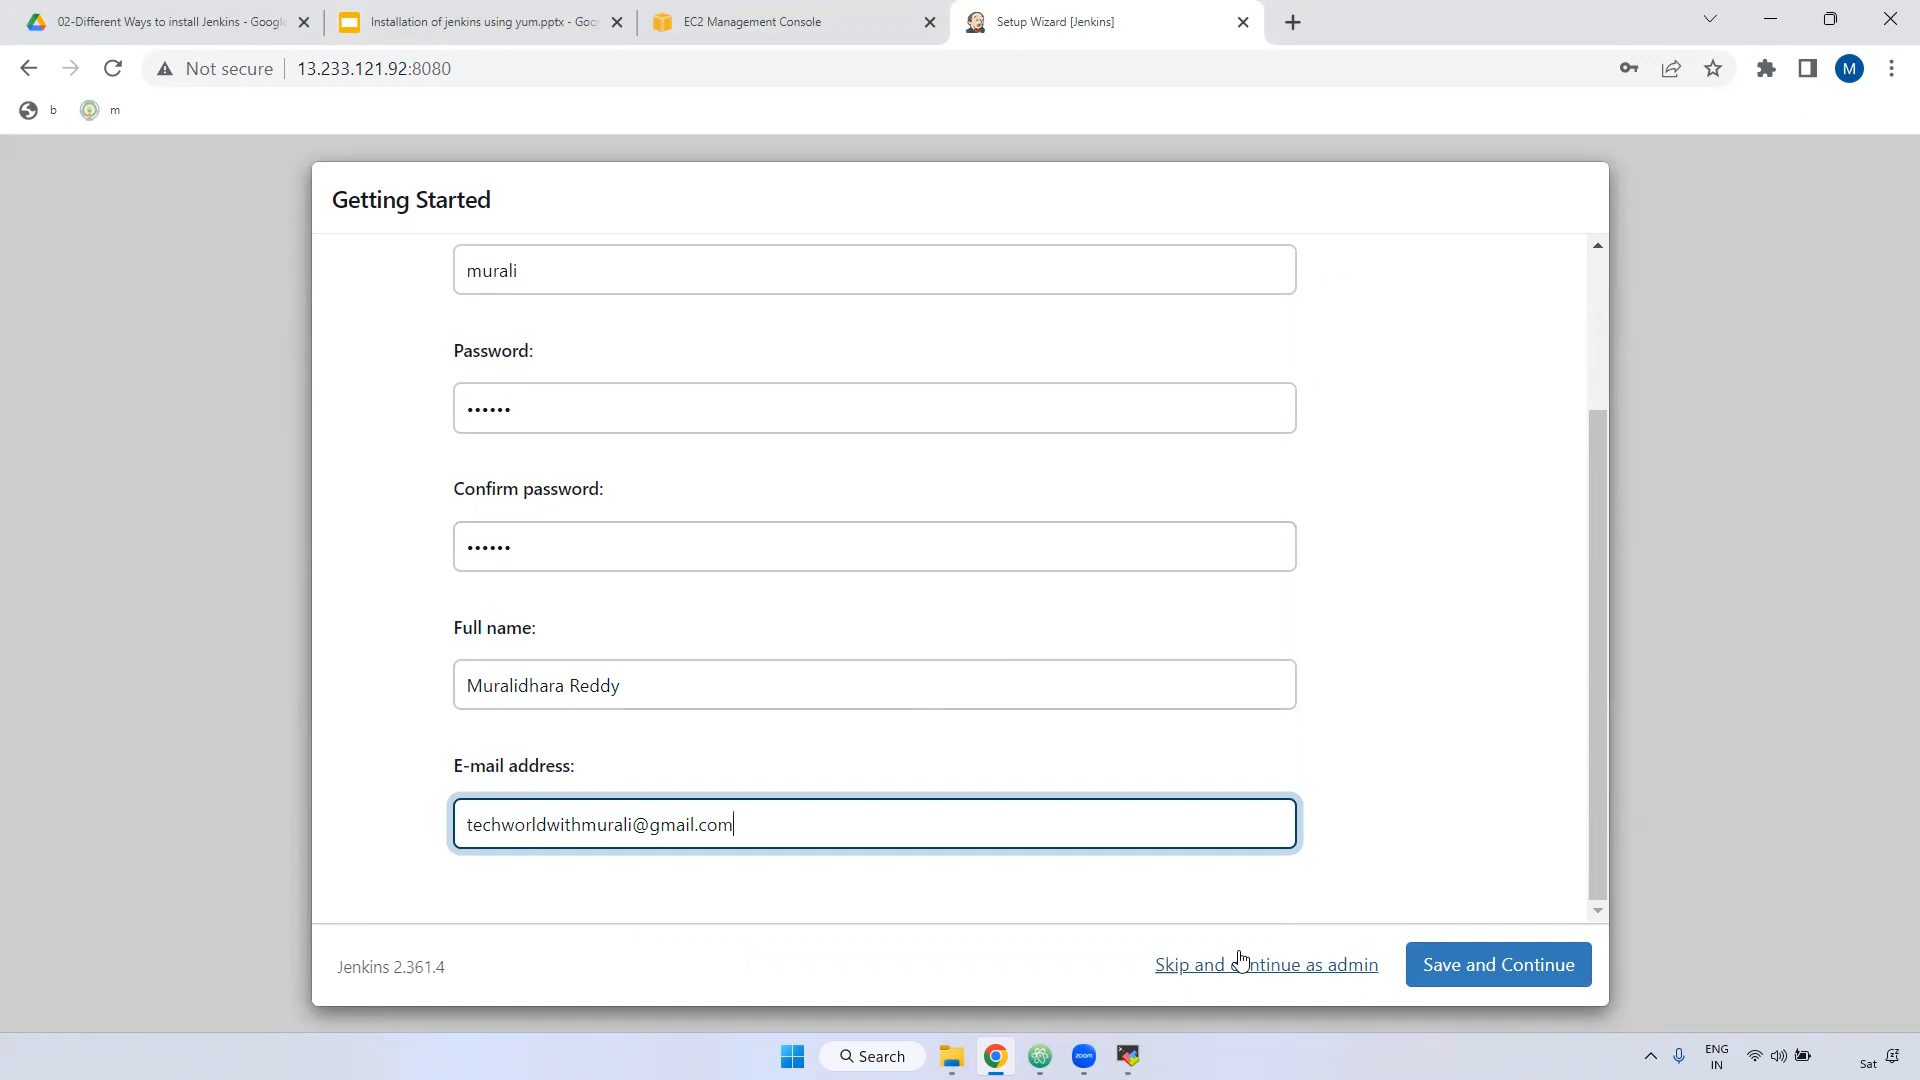 02-Different Ways to install Jenkins - Google
Installation of jenkins using yum.pptx - Goo
EC2 Management Console
Setup Wizard [Jenkins]
Not secure
13.233.121.92:8080
M
b
m
Getting Started
murali
Password:
••••••
Confirm password:
••••••
Full name:
Muralidhara Reddy
E-mail address:
techworldwithmurali@gmail.com
Jenkins 2.361.4
Skip and continue as admin
Save and Continue
Search
zoom
ENG
IN
Sat